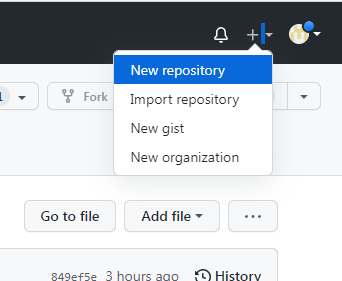 New repository
Import repository
New gist
New organization
Fork
Go to file
Add file
849ef5e 3 hours ago History